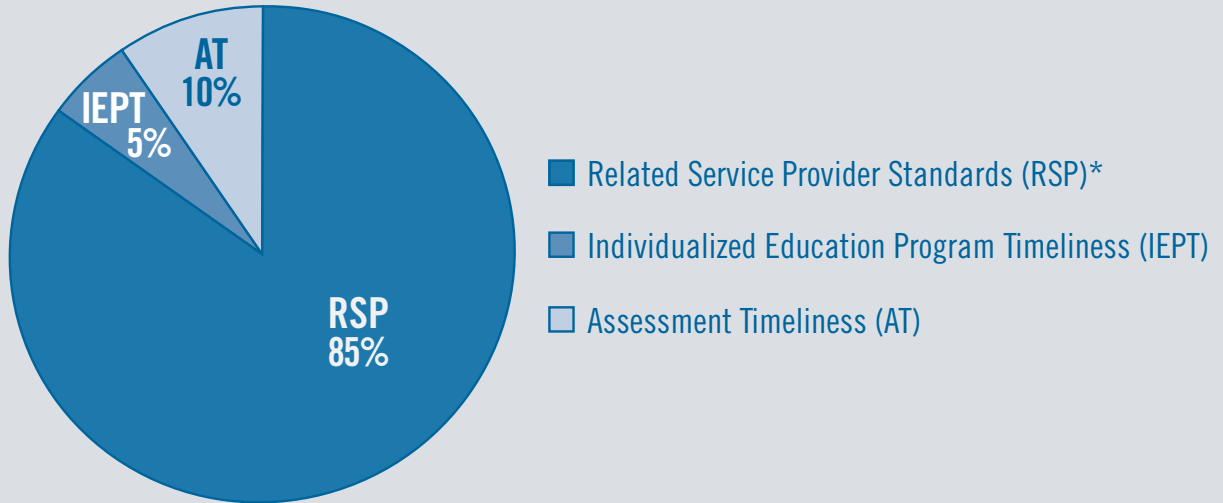 AT
10%
IEPT
5%
RSP
85%
Related Service Provider Standards (RSP)*
Individualized Education Program Timeliness (IEPT)
Assessment Timeliness (AT)